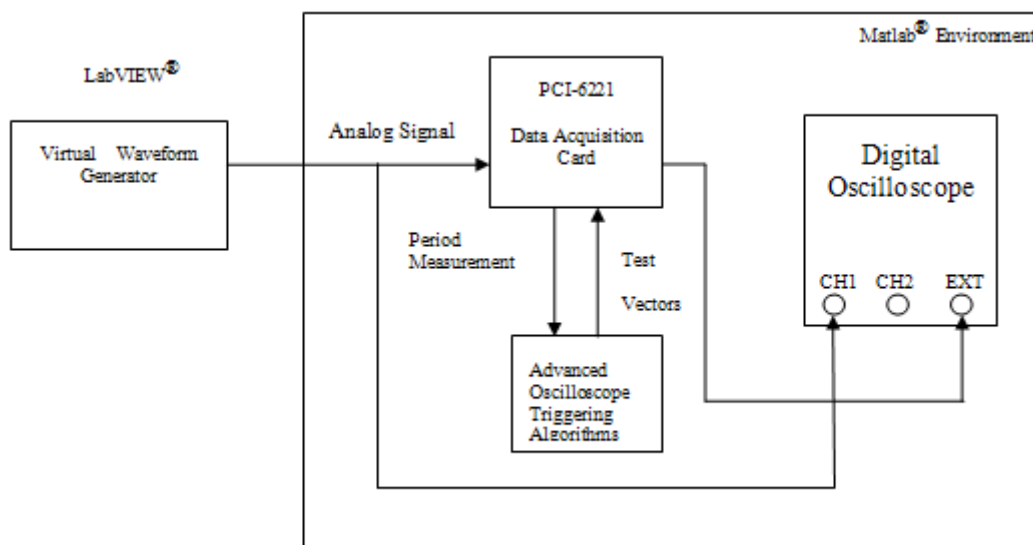 Matlab® Environment
LabVIEW®
PCI-6221
Data Acquisition
Card
Analog Signal
Virtual Waveform
Generator
Digital
Oscilloscope
Period
Measurement
Test
Vectors
CH1 CH2 EXT
Advanced
Oscilloscope
Triggering
Algorithms